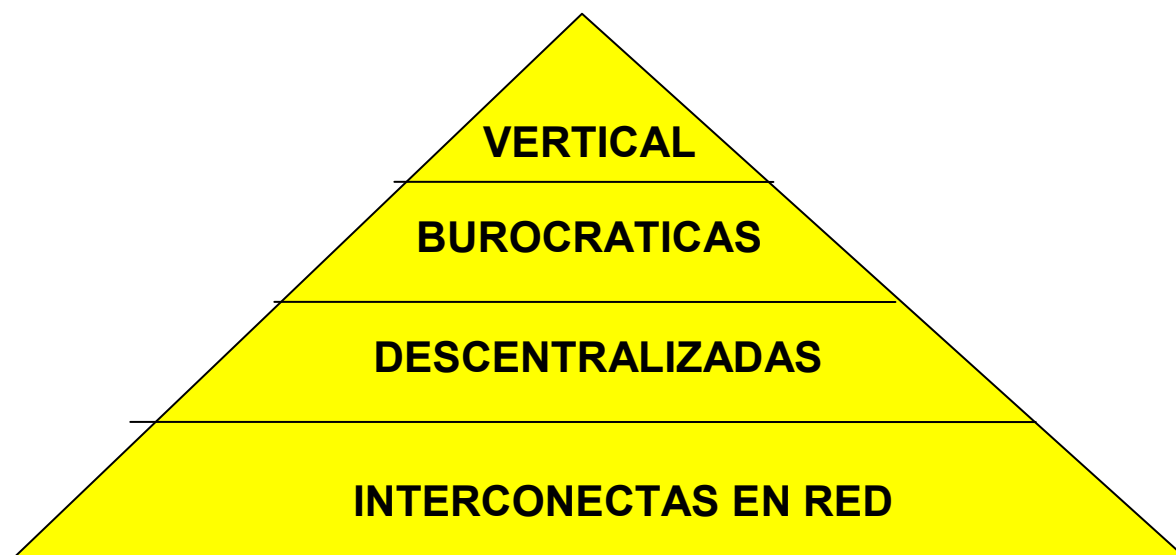 VERTICAL
BUROCRATICAS
DESCENTRALIZADAS
INTERCONECTAS EN RED